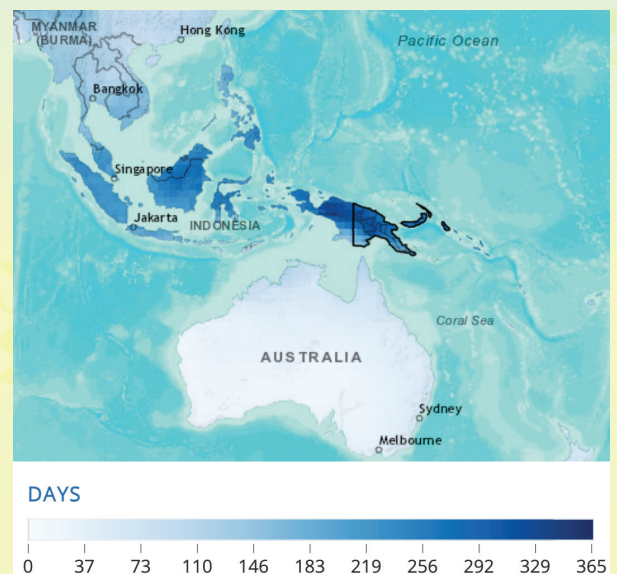 MYANMAR
(BURMA)
Hong Kong
Pacific Ocean
Bangkok
Singapore
Jakarta
INDONESIA
Coral Sea
AUSTRALIA
Sydney
Melbourne
DAYS
0 37 73 110 146 183 219 256 292 329 365